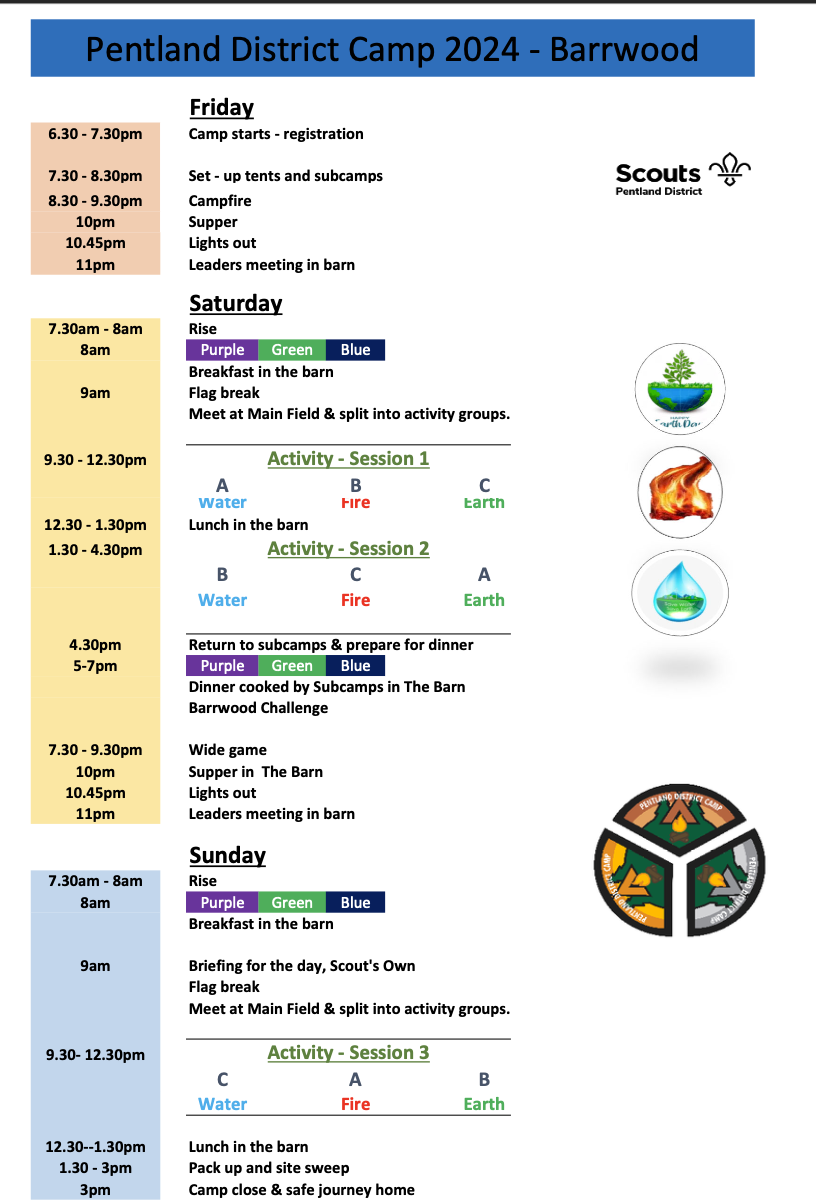 Pentland District Camp 2024 - Barrwood
Friday
6.30 - 7.30pm Camp starts - registration
7.30 - 8.30pm Set - up tents and subcamps
Scouts
Pentland District
8.30 - 9.30pm Campfire
10pm Supper
10.45pm Lights out
11pm Leaders meeting in barn
Saturday
7.30am - 8am Rise
8am Purple Green Blue
Breakfast in the barn
9am Flag break
Meet at Main Field & split into activity groups.
9.30 - 12.30pm Activity - Session 1
A B C
Water Fire Earth
12.30 - 1.30pm Lunch in the barn
1.30 - 4.30pm Activity - Session 2
B C A
Water Fire Earth
4.30pm Return to subcamps & prepare for dinner
5-7pm Purple Green Blue
Dinner cooked by Subcamps in The Barn
Barrwood Challenge
7.30 - 9.30pm Wide game
10pm Supper in The Barn
10.45pm Lights out
11pm Leaders meeting in barn
PENTLAND DISTRICT CAMP
PENTLAND DISTRICT CAMP
PENTLAND DISTRICT CAMP
Sunday
7.30am - 8am Rise
8am Purple Green Blue
Breakfast in the barn
9am Briefing for the day, Scout's Own
Flag break
Meet at Main Field & split into activity groups.
9.30- 12.30pm Activity - Session 3
C A B
Water Fire Earth
12.30--1.30pm Lunch in the barn
1.30 - 3pm Pack up and site sweep
3pm Camp close & safe journey home